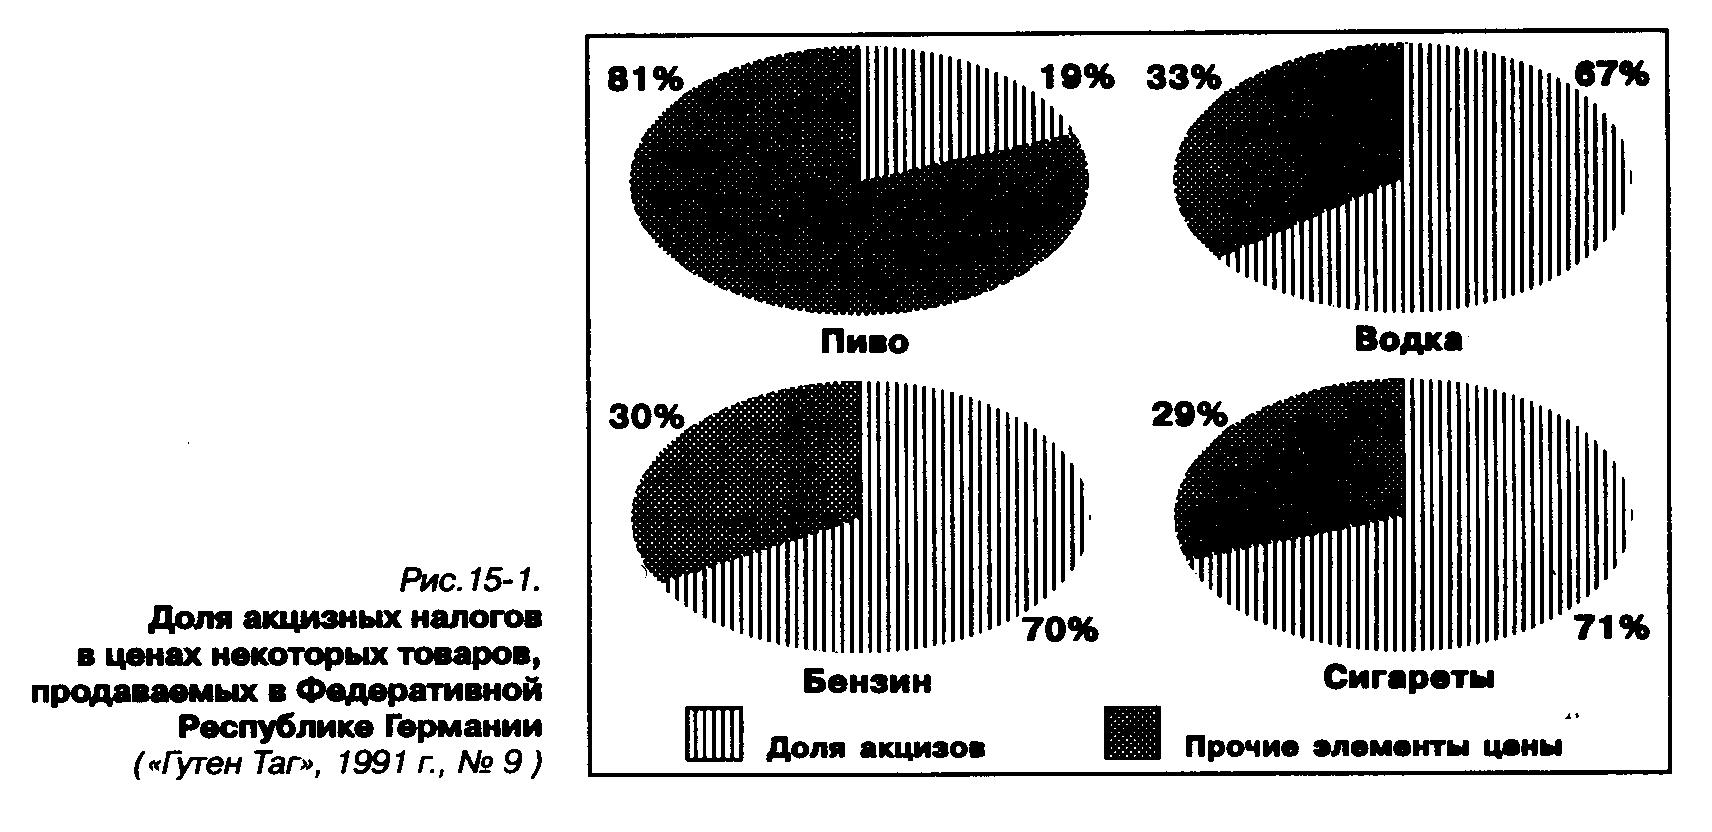 81%
19%
33%
67%
Пиво
Водка
30%
70%
29%
71%
Бензин
Сигареты
Доля акцизов
Прочие элементы цены
Рис.15-1.
Доля акцизных налогов
в ценах некоторых товаров,
продаваемых в Федеративной
Республике Германии
(«Гутен Таг», 1991 г., № 9 )